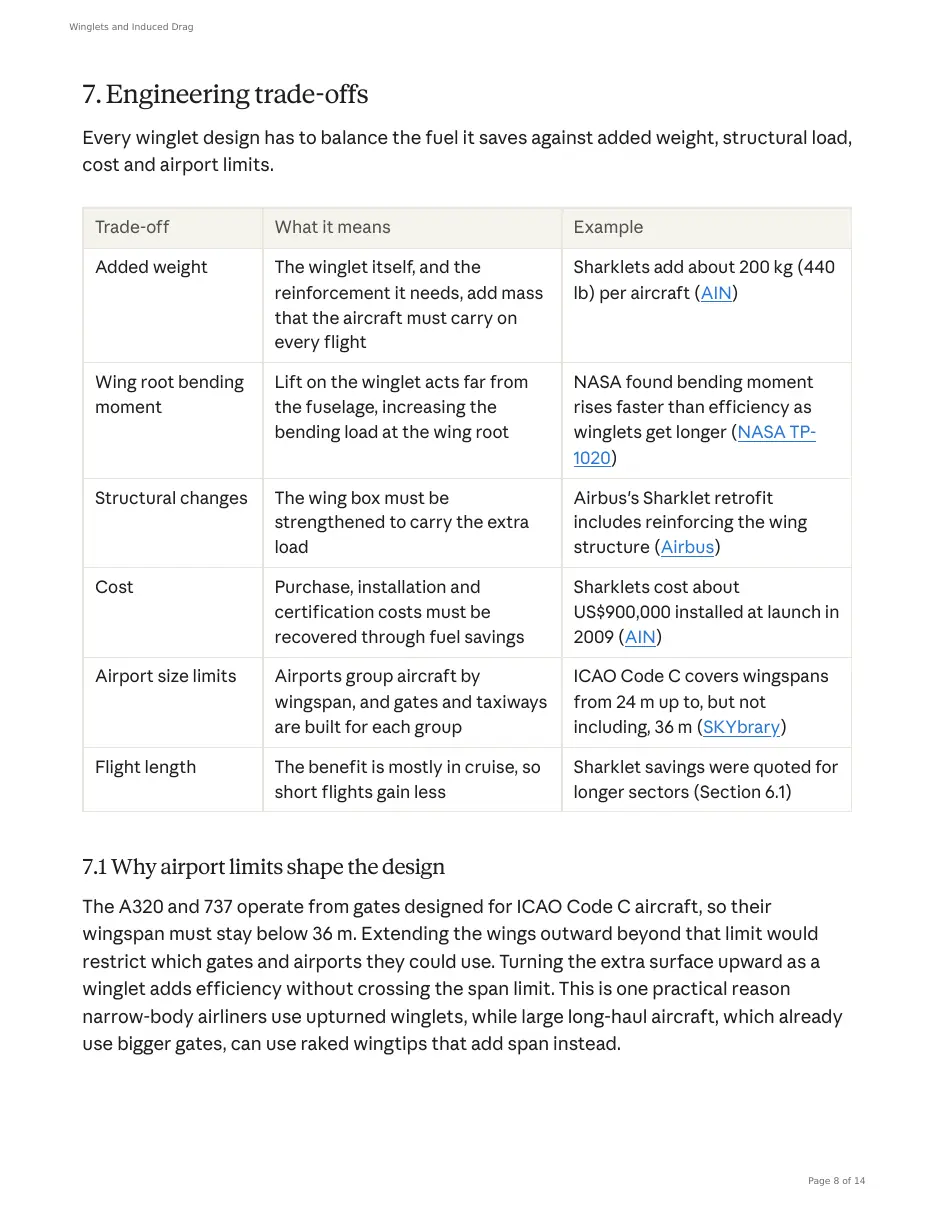 Winglets and Induced Drag
7. Engineering trade-offs
Every winglet design has to balance the fuel it saves against added weight, structural load,
cost and airport limits.
Trade-off
What it means
Example
Added weight
The winglet itself, and the
reinforcement it needs, add mass
that the aircraft must carry on
every flight
Sharklets add about 200 kg (440
lb) per aircraft (AIN)
Wing root bending
moment
Lift on the winglet acts far from
the fuselage, increasing the
bending load at the wing root
NASA found bending moment
rises faster than efficiency as
winglets get longer (NASA TP-
1020)
Structural changes
The wing box must be
strengthened to carry the extra
load
Airbus's Sharklet retrofit
includes reinforcing the wing
structure (Airbus)
Cost
Purchase, installation and
certification costs must be
recovered through fuel savings
Sharklets cost about
US$900,000 installed at launch in
2009 (AIN)
Airport size limits
Airports group aircraft by
wingspan, and gates and taxiways
are built for each group
ICAO Code C covers wingspans
from 24 m up to, but not
including, 36 m (SKYbrary)
Flight length
The benefit is mostly in cruise, so
short flights gain less
Sharklet savings were quoted for
longer sectors (Section 6.1)
7.1 Why airport limits shape the design
The A320 and 737 operate from gates designed for ICAO Code C aircraft, so their
wingspan must stay below 36 m. Extending the wings outward beyond that limit would
restrict which gates and airports they could use. Turning the extra surface upward as a
winglet adds efficiency without crossing the span limit. This is one practical reason
narrow-body airliners use upturned winglets, while large long-haul aircraft, which already
use bigger gates, can use raked wingtips that add span instead.
Page 8 of 14